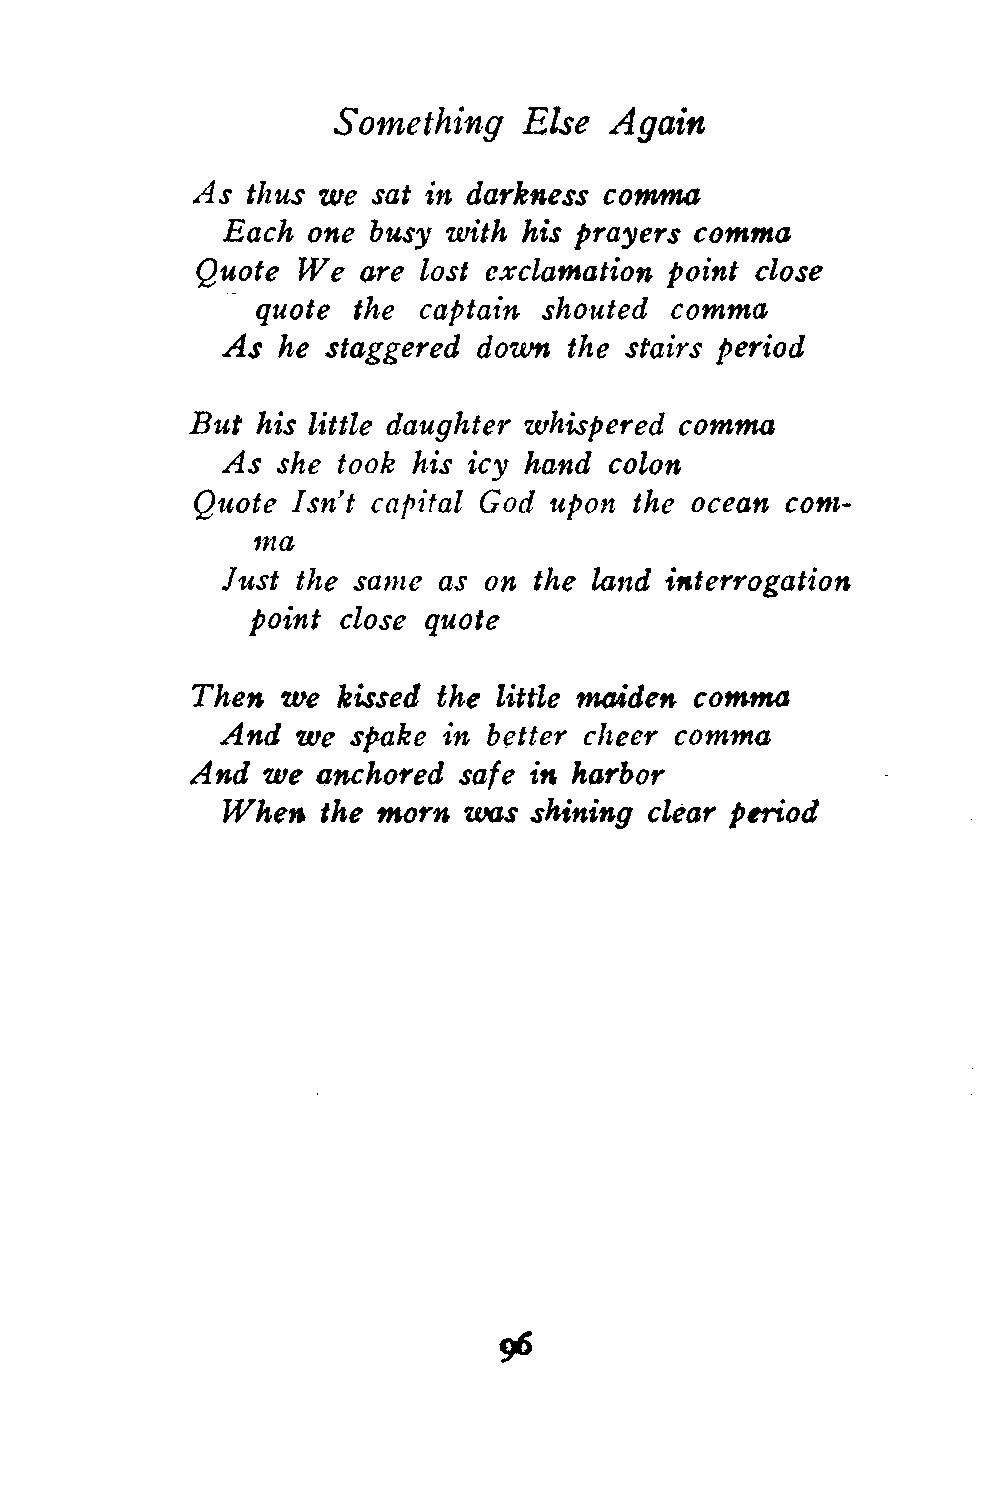 Something Else Again
As thus we sat in darkness comma
Each one busy with his prayers comma
Quote We are lost exclamation point close
quote the captain shouted comma
As he staggered down the stairs period
But his little daughter whispered comma
As she took his icy hand colon
Quote Isn't capital God upon the ocean com-
ma
Just the same as on the land interrogation
point close quote
Then we kissed the little maiden comma
And we spake in better cheer comma
And we anchored safe in harbor
When the morn was shining clear period
96